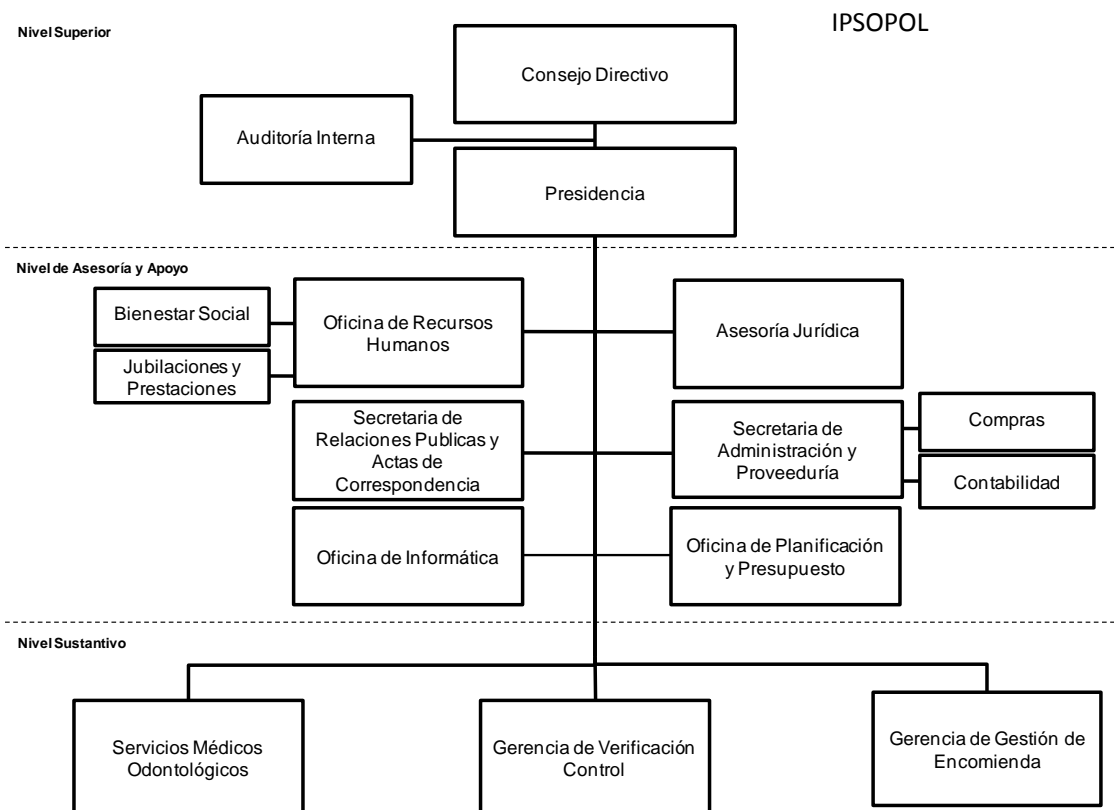 IPSOPOL
Nivel Superior
Consejo Directivo
Auditoría Interna
Presidencia
Nivel de Asesoría y Apoyo
Bienestar Social
Jubilaciones y
Prestaciones
Oficina de Recursos
Humanos
Asesoría Jurídica
Secretaria de
Relaciones Publicas y
Actas de
Correspondencia
Secretaria de
Administración y
Proveeduría
Compras
Contabilidad
Oficina de Informática
Oficina de Planificación
y Presupuesto
Nivel Sustantivo
Servicios Médicos
Odontológicos
Gerencia de Verificación
Control
Gerencia de Gestión de
Encomienda